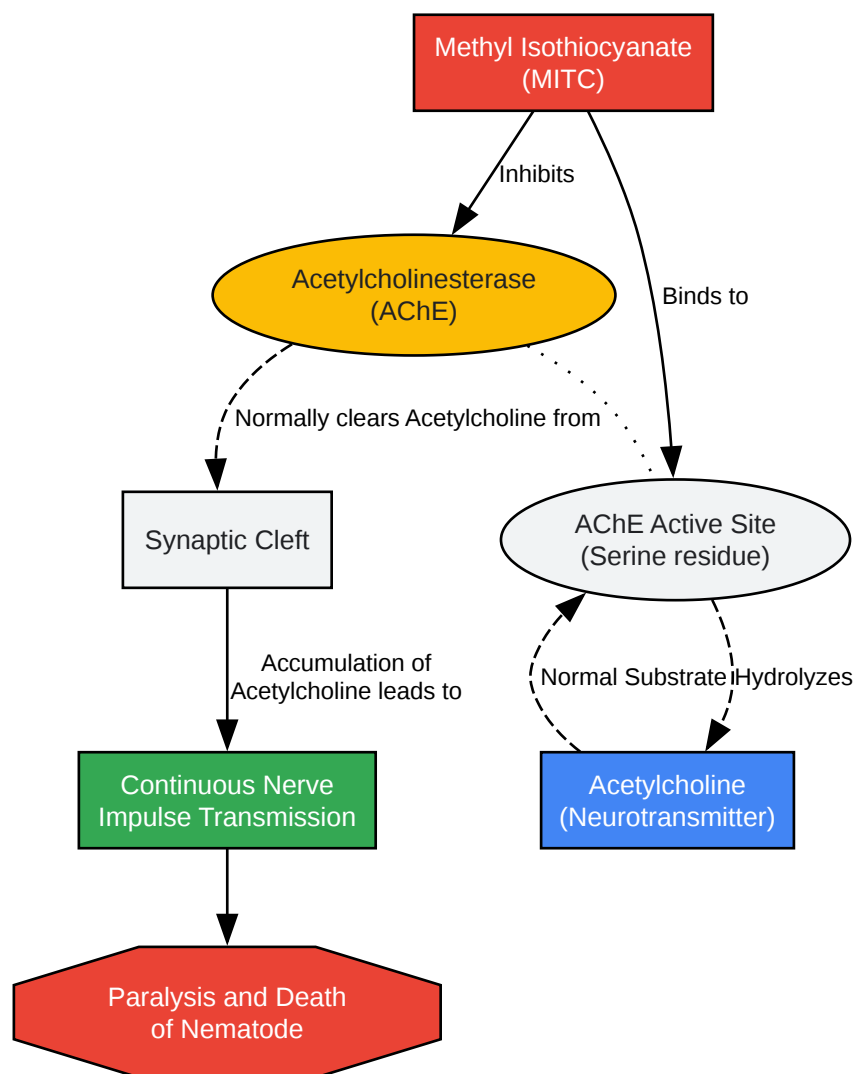 Methyl Isothiocyanate
(MITC)
Inhibits
Acetylcholinesterase
(AChE)
Binds to
Normally clears Acetylcholine from
Synaptic Cleft
AChE Active Site
(Serine residue)
Accumulation of
Acetylcholine leads to
Normal Substrate
Hydrolyzes
Continuous Nerve
Impulse Transmission
Acetylcholine
(Neurotransmitter)
Paralysis and Death
of Nematode